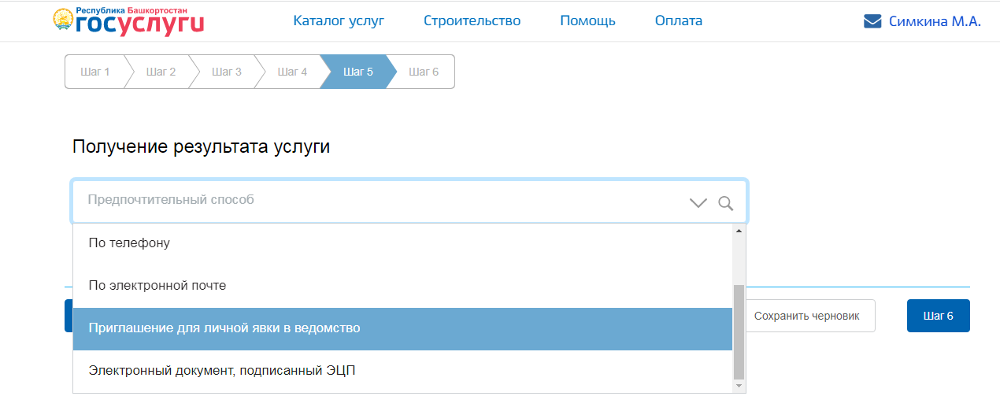 Республика Башкортостан
госуслуги
Каталог услуг Строительство Помощь Оплата Симкина М.А.
Шаг 1 Шаг 2 Шаг 3 Шаг 4 Шаг 5 Шаг 6
Получение результата услуги
Предпочтительный способ
По телефону
По электронной почте
Приглашение для личной явки в ведомство
Сохранить черновик Шаг 6
Электронный документ, подписанный ЭЦП